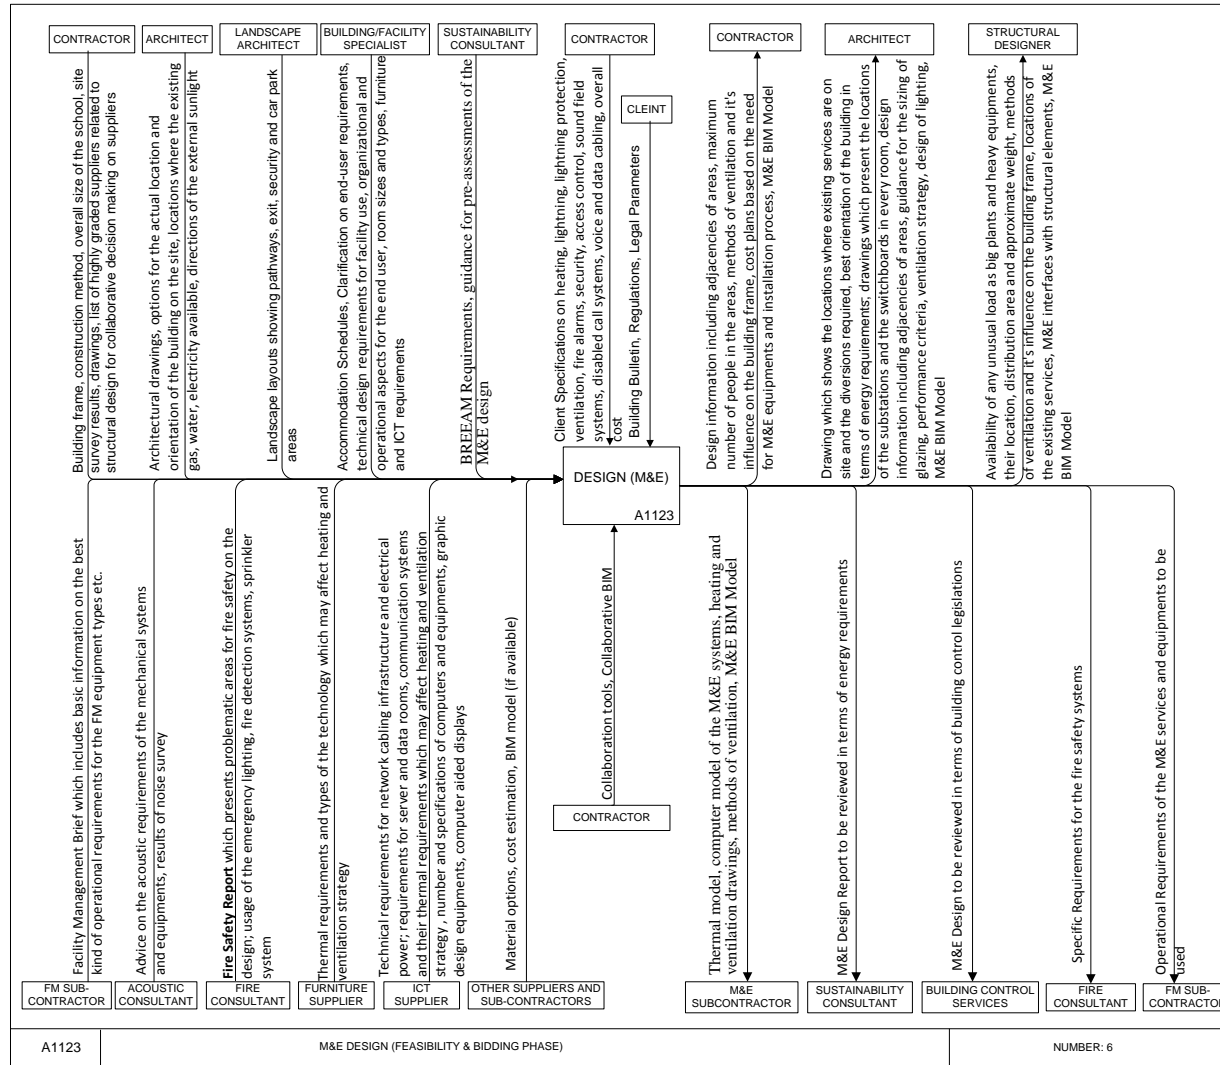 CONTRACTOR
ARCHITECT
LANDSCAPE
ARCHITECT
BUILDING/FACILITY
SPECIALIST
SUSTAINABILITY
CONSULTANT
CONTRACTOR
CLEINT
CONTRACTOR
ARCHITECT
STRUCTURAL
DESIGNER
Building frame, construction method, overall size of the school, site
survey results, drawings, list of highly graded suppliers related to
structural design for collaborative decision making on suppliers
Architectural drawings, options for the actual location and
orientation of the building on the site, locations where the existing
gas, water, electricity available, directions of the external sunlight
Landscape layouts showing pathways, exit, security and car park
areas
Accommodation Schedules, Clarification on end-user requirements,
technical design requirements for facility use, organizational and
operational aspects for the end user, room sizes and types, furniture
and ICT requirements
BREEAM Requirements, guidance for pre-assessments of the
M&E design
Client Specifications on heating, lightning, lightning protection,
ventilation, fire alarms, security, access control, sound field
systems, disabled call systems, voice and data cabling, overall
cost
Building Bulletin, Regulations, Legal Parameters
Design information including adjacencies of areas, maximum
number of people in the areas, methods of ventilation and it's
influence on the building frame, cost plans based on the need
for M&E equipments and installation process, M&E BIM Model
Drawing which shows the locations where existing services are on
site and the diversions required, best orientation of the building in
terms of energy requirements; drawings which present the locations
of the substations and the switchboards in every room, design
information including adjacencies of areas, guidance for the sizing of
glazing, performance criteria, ventilation strategy, design of lighting,
M&E BIM Model
Availability of any unusual load as big plants and heavy equipments,
their location, distribution area and approximate weight, methods
of ventilation and it's influence on the building frame, locations of
the existing services, M&E interfaces with structural elements, M&E
BIM Model
DESIGN (M&E)
A1123
Facility Management Brief which includes basic information on the best
kind of operational requirements for the FM equipment types etc.
Advice on the acoustic requirements of the mechanical systems
and equipments, results of noise survey
Fire Safety Report which presents problematic areas for fire safety on the
design; usage of the emergency lighting, fire detection systems, sprinkler
system
Thermal requirements and types of the technology which may affect heating and
ventilation strategy
Technical requirements for network cabling infrastructure and electrical
power; requirements for server and data rooms, communication systems
and their thermal requirements which may affect heating and ventilation
strategy , number and specifications of computers and equipments, graphic
design equipments, computer aided displays
Material options, cost estimation, BIM model (if available)
Collaboration tools, Collaborative BIM
Thermal model, computer model of the M&E systems, heating and
ventilation drawings, methods of ventilation, M&E BIM Model
M&E Design Report to be reviewed in terms of energy requirements
M&E Design to be reviewed in terms of building control legislations
Specific Requirements for the fire safety systems
Operational Requirements of the M&E services and equipments to be
used
CONTRACTOR
FM SUB-
CONTRACTOR
ACOUSTIC
CONSULTANT
FIRE
CONSULTANT
FURNITURE
SUPPLIER
ICT
SUPPLIER
OTHER SUPPLIERS AND
SUB-CONTRACTORS
M&E
SUBCONTRACTOR
SUSTAINABILITY
CONSULTANT
BUILDING CONTROL
SERVICES
FIRE
CONSULTANT
FM SUB-
CONTRACTOR
A1123
M&E DESIGN (FEASIBILITY & BIDDING PHASE)
NUMBER: 6